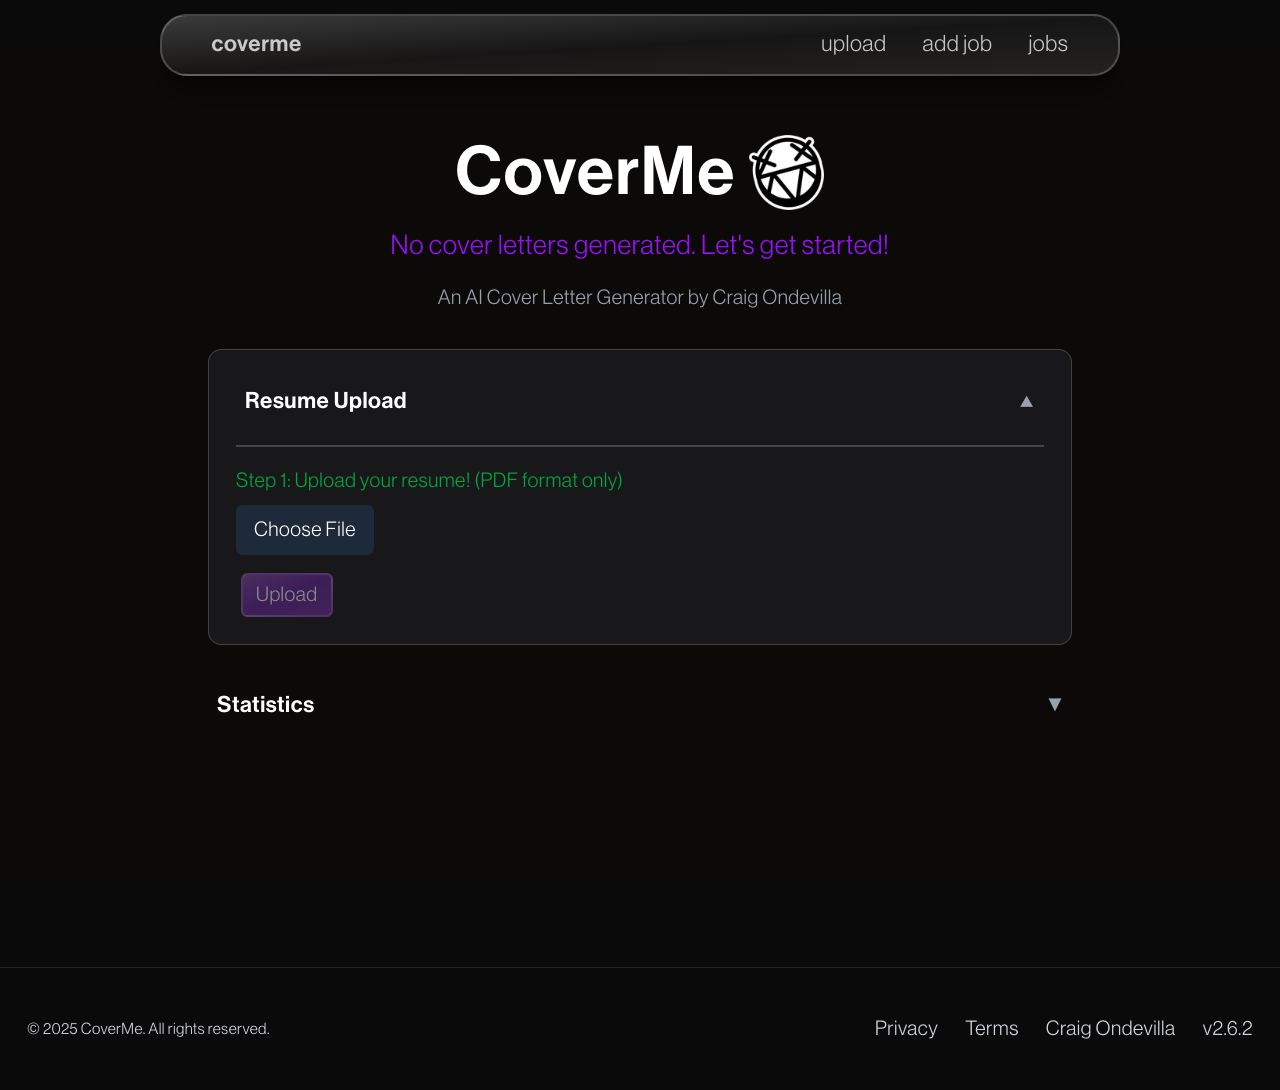 coverme upload add job jobs
CoverMe
No cover letters generated. Let's get started!
An AI Cover Letter Generator by Craig Ondevilla
Resume Upload ▲
Step 1: Upload your resume! (PDF format only)
Choose File
Upload
Statistics ▼
© 2025 CoverMe. All rights reserved. Privacy Terms Craig Ondevilla v2.6.2